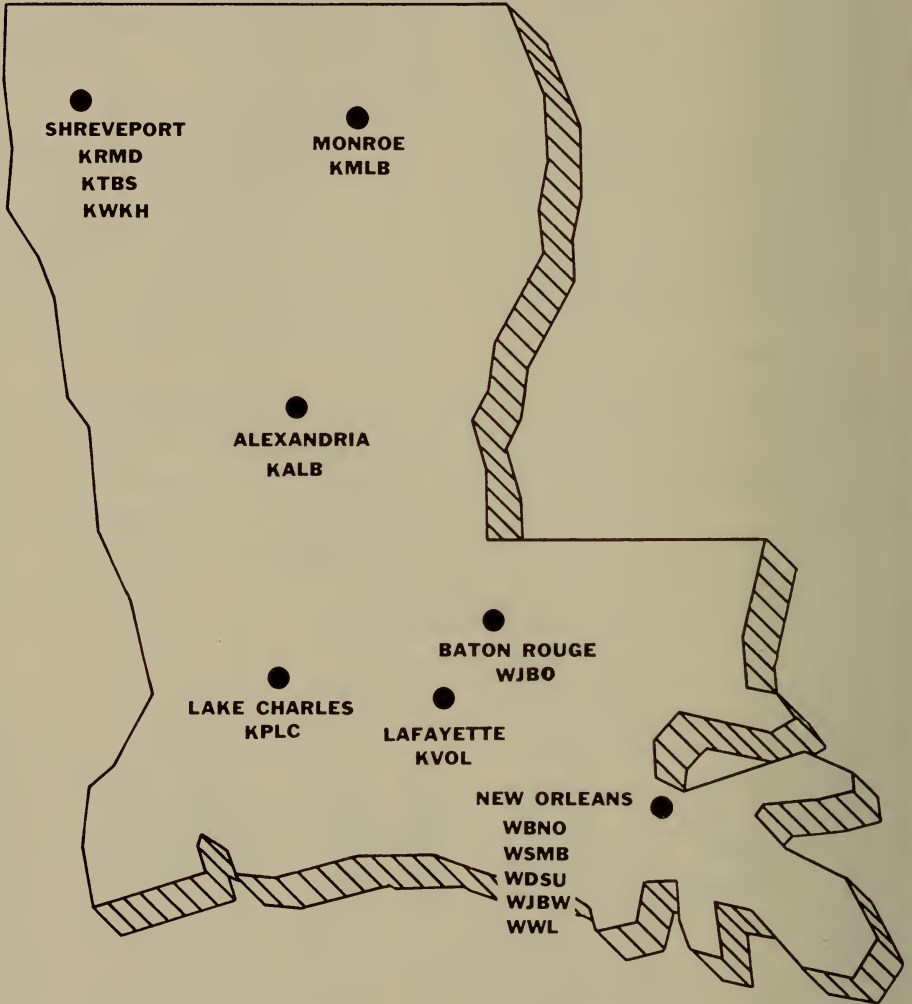 SHREVEPORT
KRMD
KTBS
KWKH
MONROE
KMLB
ALEXANDRIA
KALB
BATON ROUGE
WJBO
LAKE CHARLES
KPLC
LAFAYETTE
KVOL
NEW ORLEANS
WBNO
WSMB
WDSU
WJBW
WWL